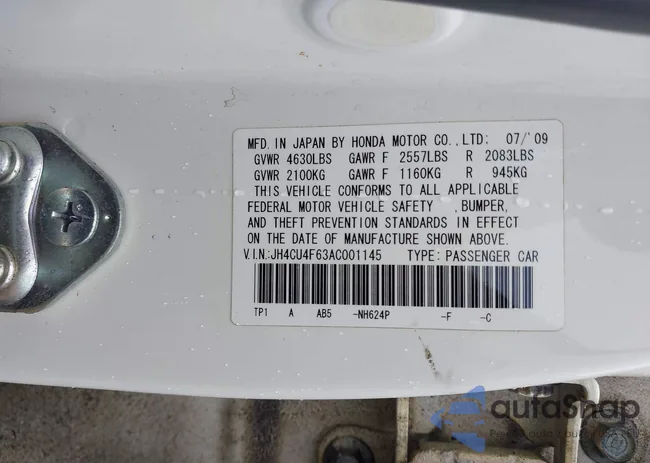 MFD. IN JAPAN BY HONDA MOTOR CO., LTD: 07/'09
GVWR 4630LBS GAWR F 2557LBS R 2083LBS
GVWR 2100KG GAWR F 1160KG R 945KG
THIS VEHICLE CONFORMS TO ALL APPLICABLE
FEDERAL MOTOR VEHICLE SAFETY , BUMPER,
AND THEFT PREVENTION STANDARDS IN EFFECT
ON THE DATE OF MANUFACTURE SHOWN ABOVE.
V.I.N.:JH4CU4F63AC001145 TYPE: PASSENGER CAR
TP1 A AB5 -NH624P -F -C
autoSnap